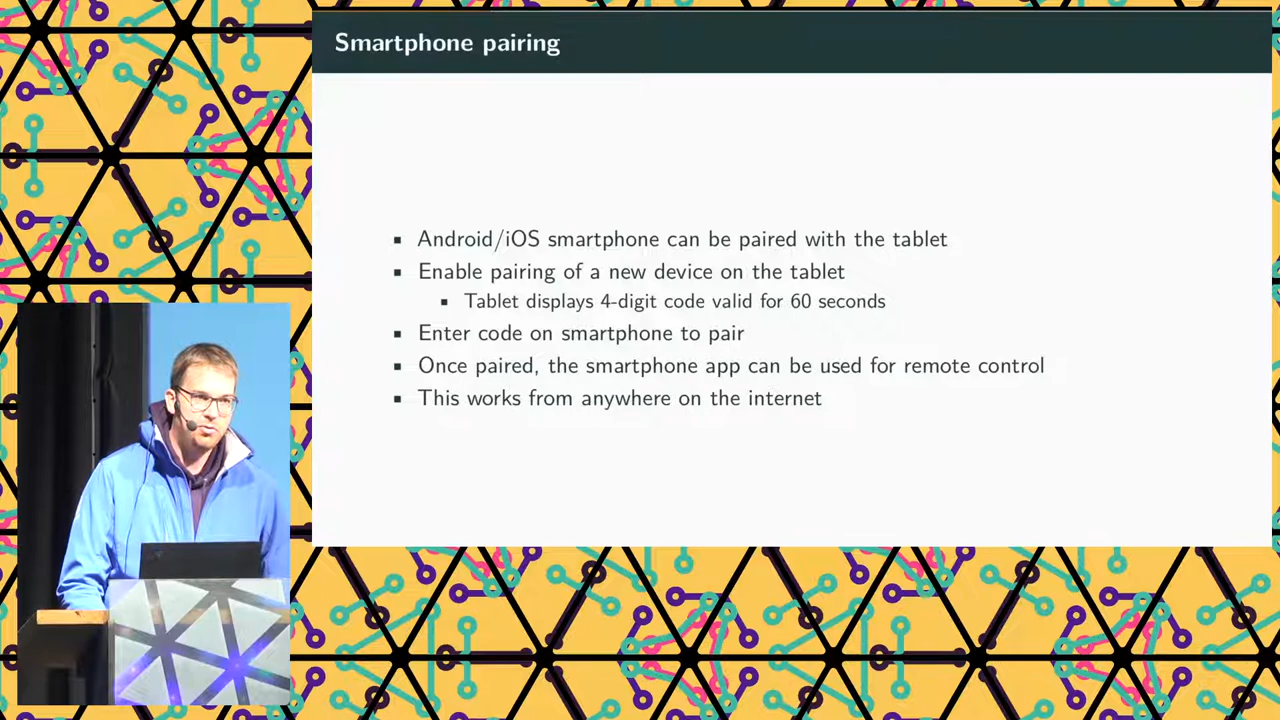 Smartphone pairing
Android/iOS smartphone can be paired with the tablet
Enable pairing of a new device on the tablet
Tablet displays 4-digit code valid for 60 seconds
Enter code on smartphone to pair
Once paired, the smartphone app can be used for remote control
This works from anywhere on the internet